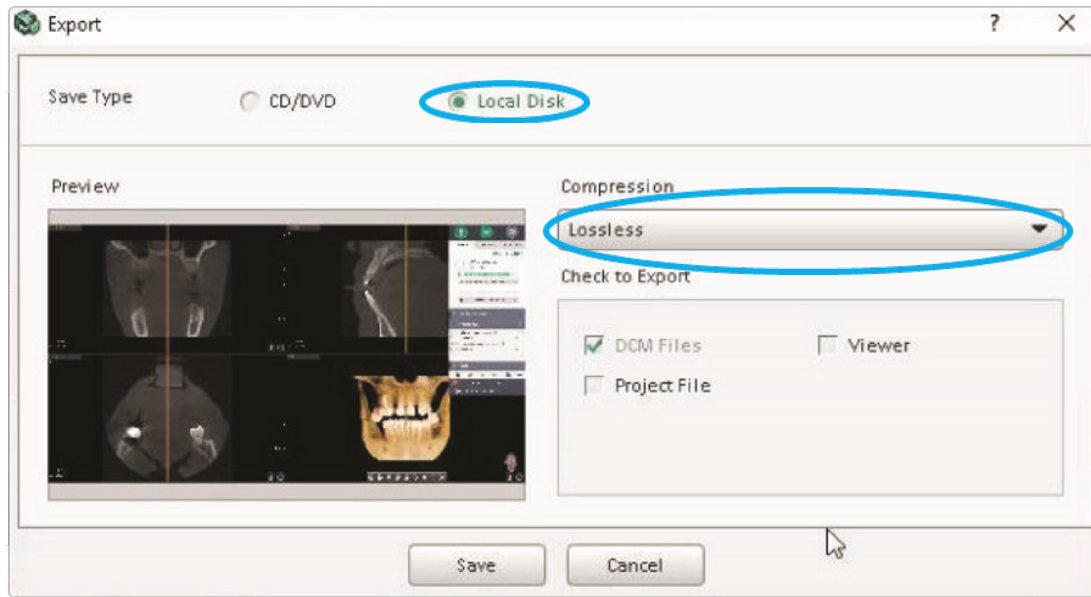 Export
?
Save Type
CD/DVD
Local Disk
Preview
Compression
Lossless
Check to Export
DCM Files
Viewer
Project File
Save
Cancel